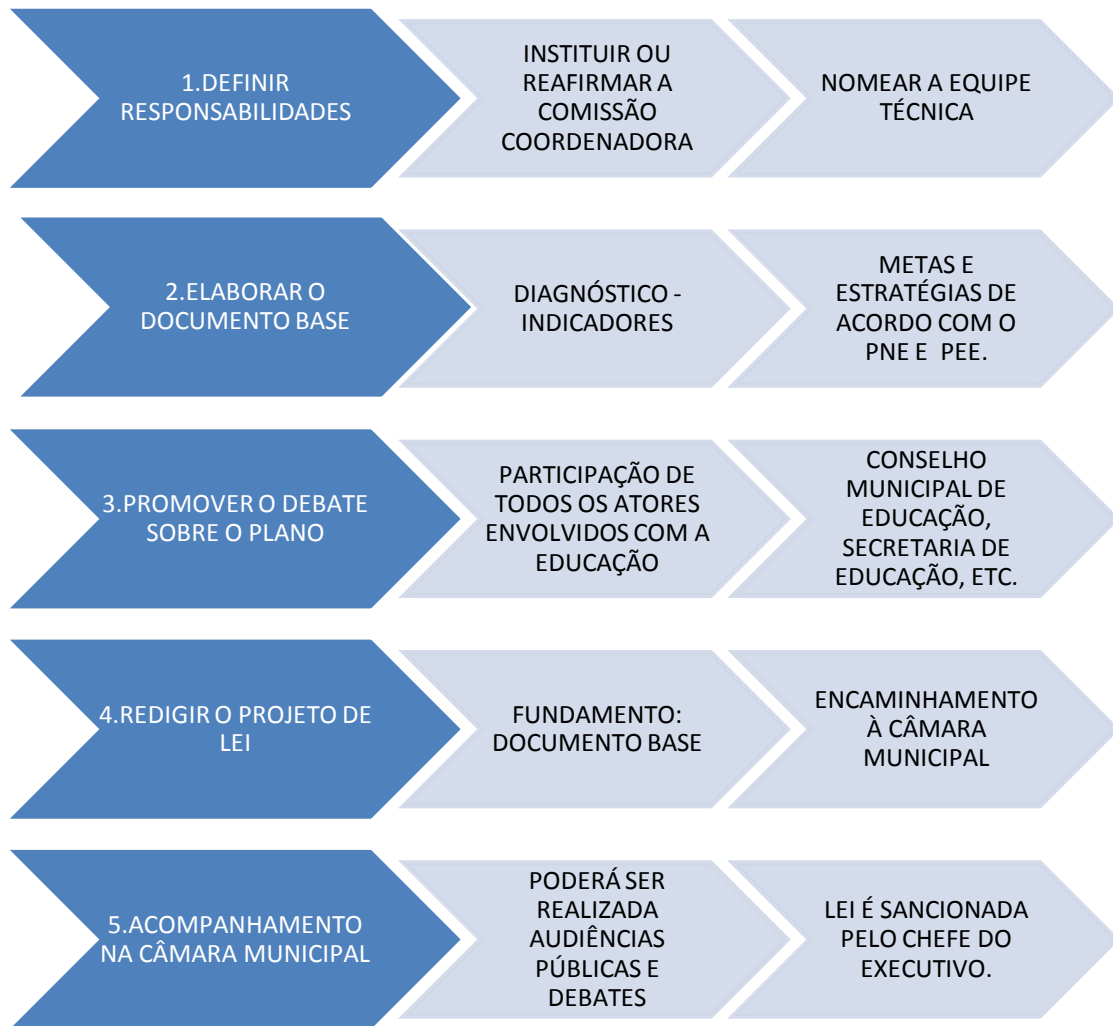 1.DEFINIR
RESPONSABILIDADES
INSTITUIR OU
REAFIRMAR A
COMISSÃO
COORDENADORA
NOMEAR A EQUIPE
TÉCNICA
2.ELABORAR O
DOCUMENTO BASE
DIAGNÓSTICO -
INDICADORES
METAS E
ESTRATÉGIAS DE
ACORDO COM O
PNE E PEE.
3.PROMOVER O DEBATE
SOBRE O PLANO
PARTICIPAÇÃO DE
TODOS OS ATORES
ENVOLVIDOS COM A
EDUCAÇÃO
CONSELHO
MUNICIPAL DE
EDUCAÇÃO,
SECRETARIA DE
EDUCAÇÃO, ETC.
4.REDIGIR O PROJETO DE
LEI
FUNDAMENTO:
DOCUMENTO BASE
ENCAMINHAMENTO
À CÂMARA
MUNICIPAL
5.ACOMPANHAMENTO
NA CÂMARA MUNICIPAL
PODERÁ SER
REALIZADA
AUDIÊNCIAS
PÚBLICAS E
DEBATES
LEI É SANCIONADA
PELO CHEFE DO
EXECUTIVO.